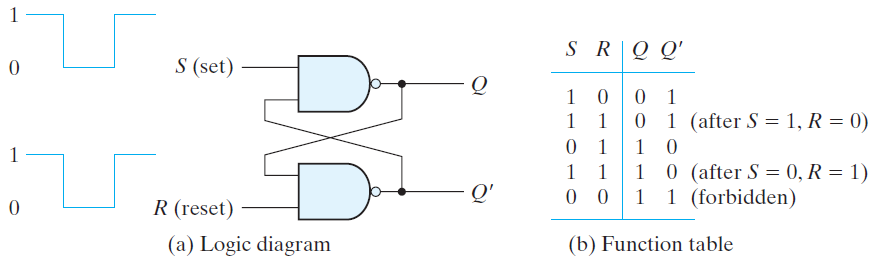 1
0
S (set)
Q
1
0
R (reset)
Q'
(a) Logic diagram
S R Q Q'
1 0 0 1
1 1 0 1 (after S = 1, R = 0)
0 1 1 0
1 1 1 0 (after S = 0, R = 1)
0 0 1 1 (forbidden)
(b) Function table